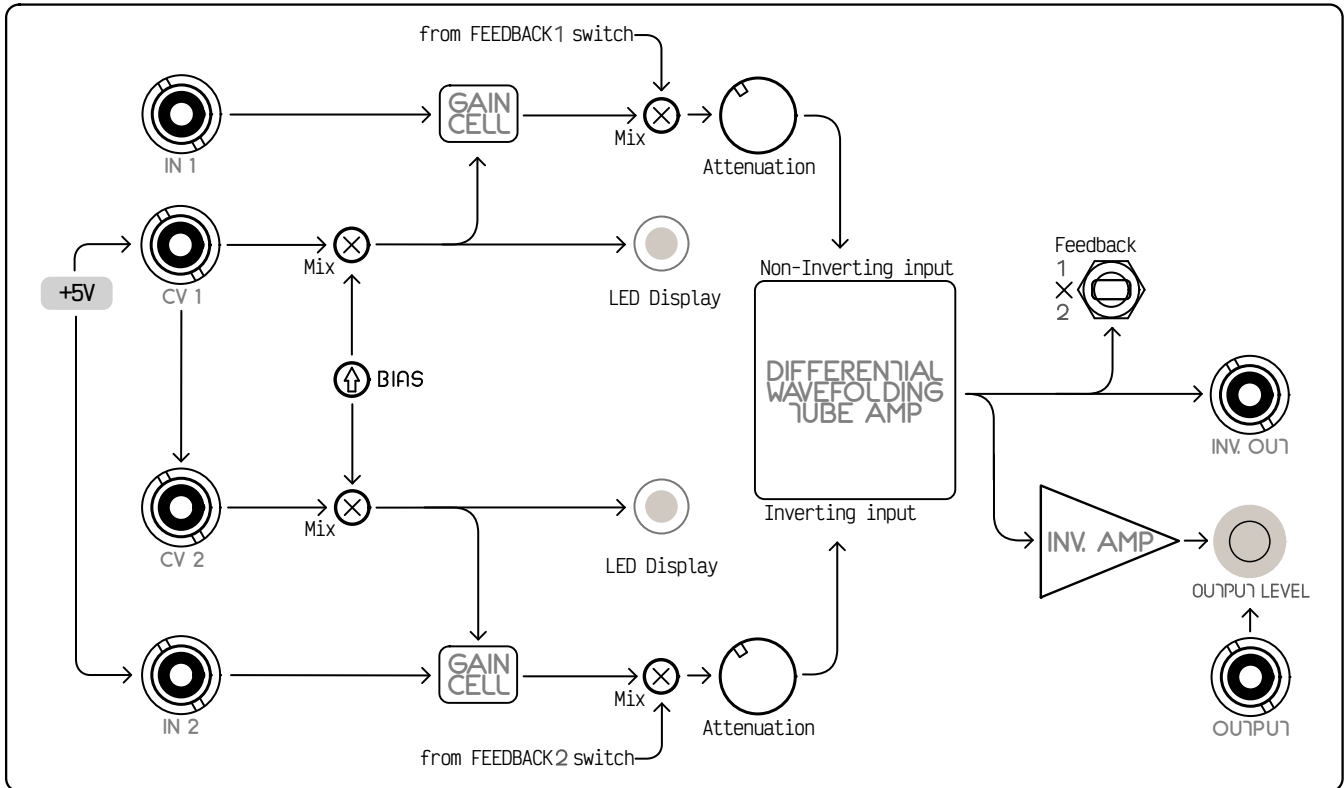 from FEEDBACK1 switch
GAIN
CELL
Mix
IN 1
Attenuation
Mix
CV 1
+5V
LED Display
Feedback
1
2
Non-Inverting input
DIFFERENTIAL
WAVEFOLDING
TUBE AMP
BIAS
INV. OUT
Inverting input
Mix
CV 2
LED Display
INV. AMP
OUTPUT LEVEL
GAIN
CELL
Mix
IN 2
Attenuation
OUTPUT
from FEEDBACK2 switch